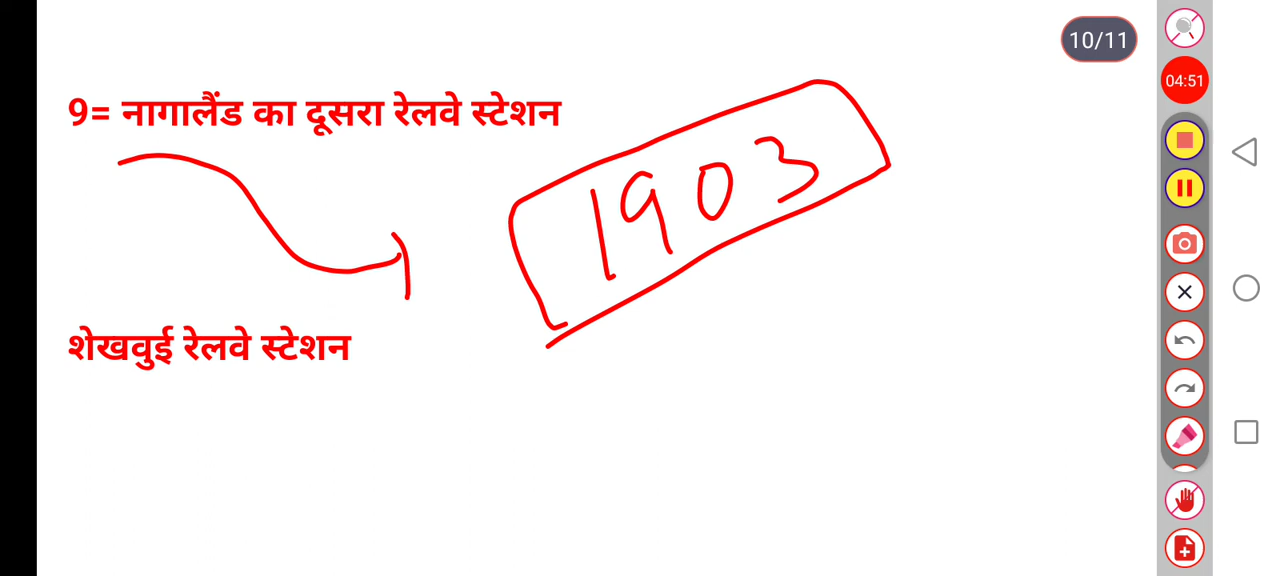 10/11
04:51
9= नागालैंड का दूसरा रेलवे स्टेशन
1903
शेखवुई रेलवे स्टेशन